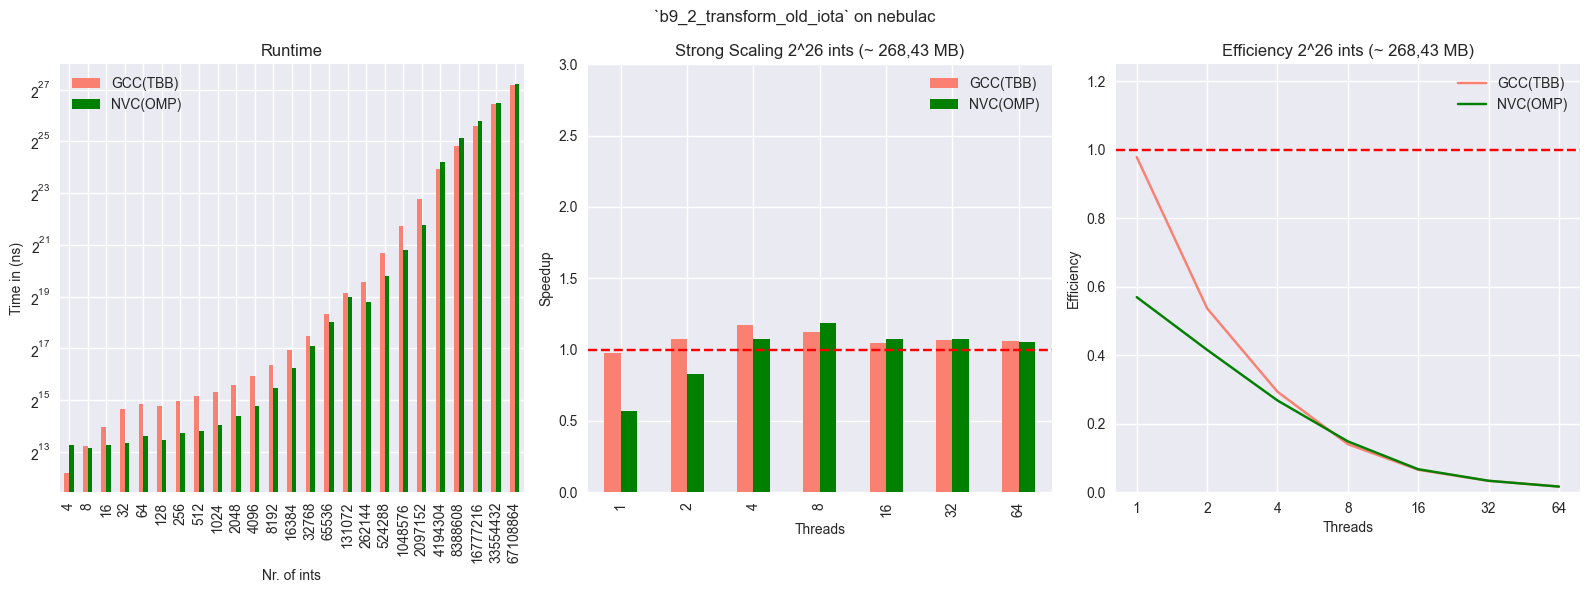 `b9_2_transform_old_iota` on nebulac
Runtime
GCC(TBB)
NVC(OMP)
Time in (ns)
2^27
2^25
2^23
2^21
2^19
2^17
2^15
2^13
4 8 16 32 64 128 256 512 1024 2048 4096 8192 16384 32768 65536 131072 262144 524288 1048576 2097152 4194304 8388608 16777216 33554432 67108864
Nr. of ints
Strong Scaling 2^26 ints (~ 268,43 MB)
GCC(TBB)
NVC(OMP)
Speedup
3.0
2.5
2.0
1.5
1.0
0.5
0.0
1 2 4 8 16 32 64
Threads
Efficiency 2^26 ints (~ 268,43 MB)
GCC(TBB)
NVC(OMP)
Efficiency
1.2
1.0
0.8
0.6
0.4
0.2
0.0
1 2 4 8 16 32 64
Threads